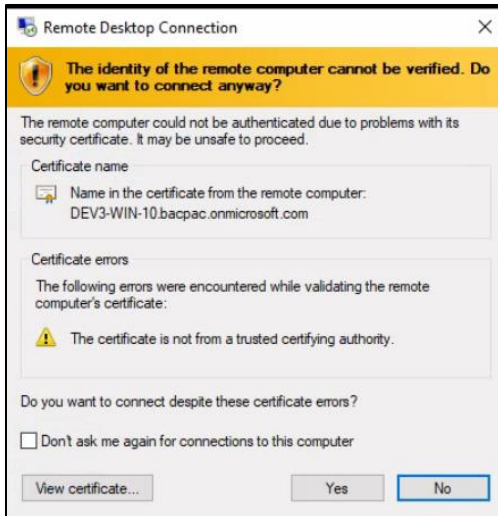 Remote Desktop Connection
The identity of the remote computer cannot be verified. Do
you want to connect anyway?
The remote computer could not be authenticated due to problems with its
security certificate. It may be unsafe to proceed.
Certificate name
Name in the certificate from the remote computer:
DEV3-WIN-10.bacpac.onmicrosoft.com
Certificate errors
The following errors were encountered while validating the remote
computer's certificate:
The certificate is not from a trusted certifying authority.
Do you want to connect despite these certificate errors?
Don't ask me again for connections to this computer
View certificate... Yes No